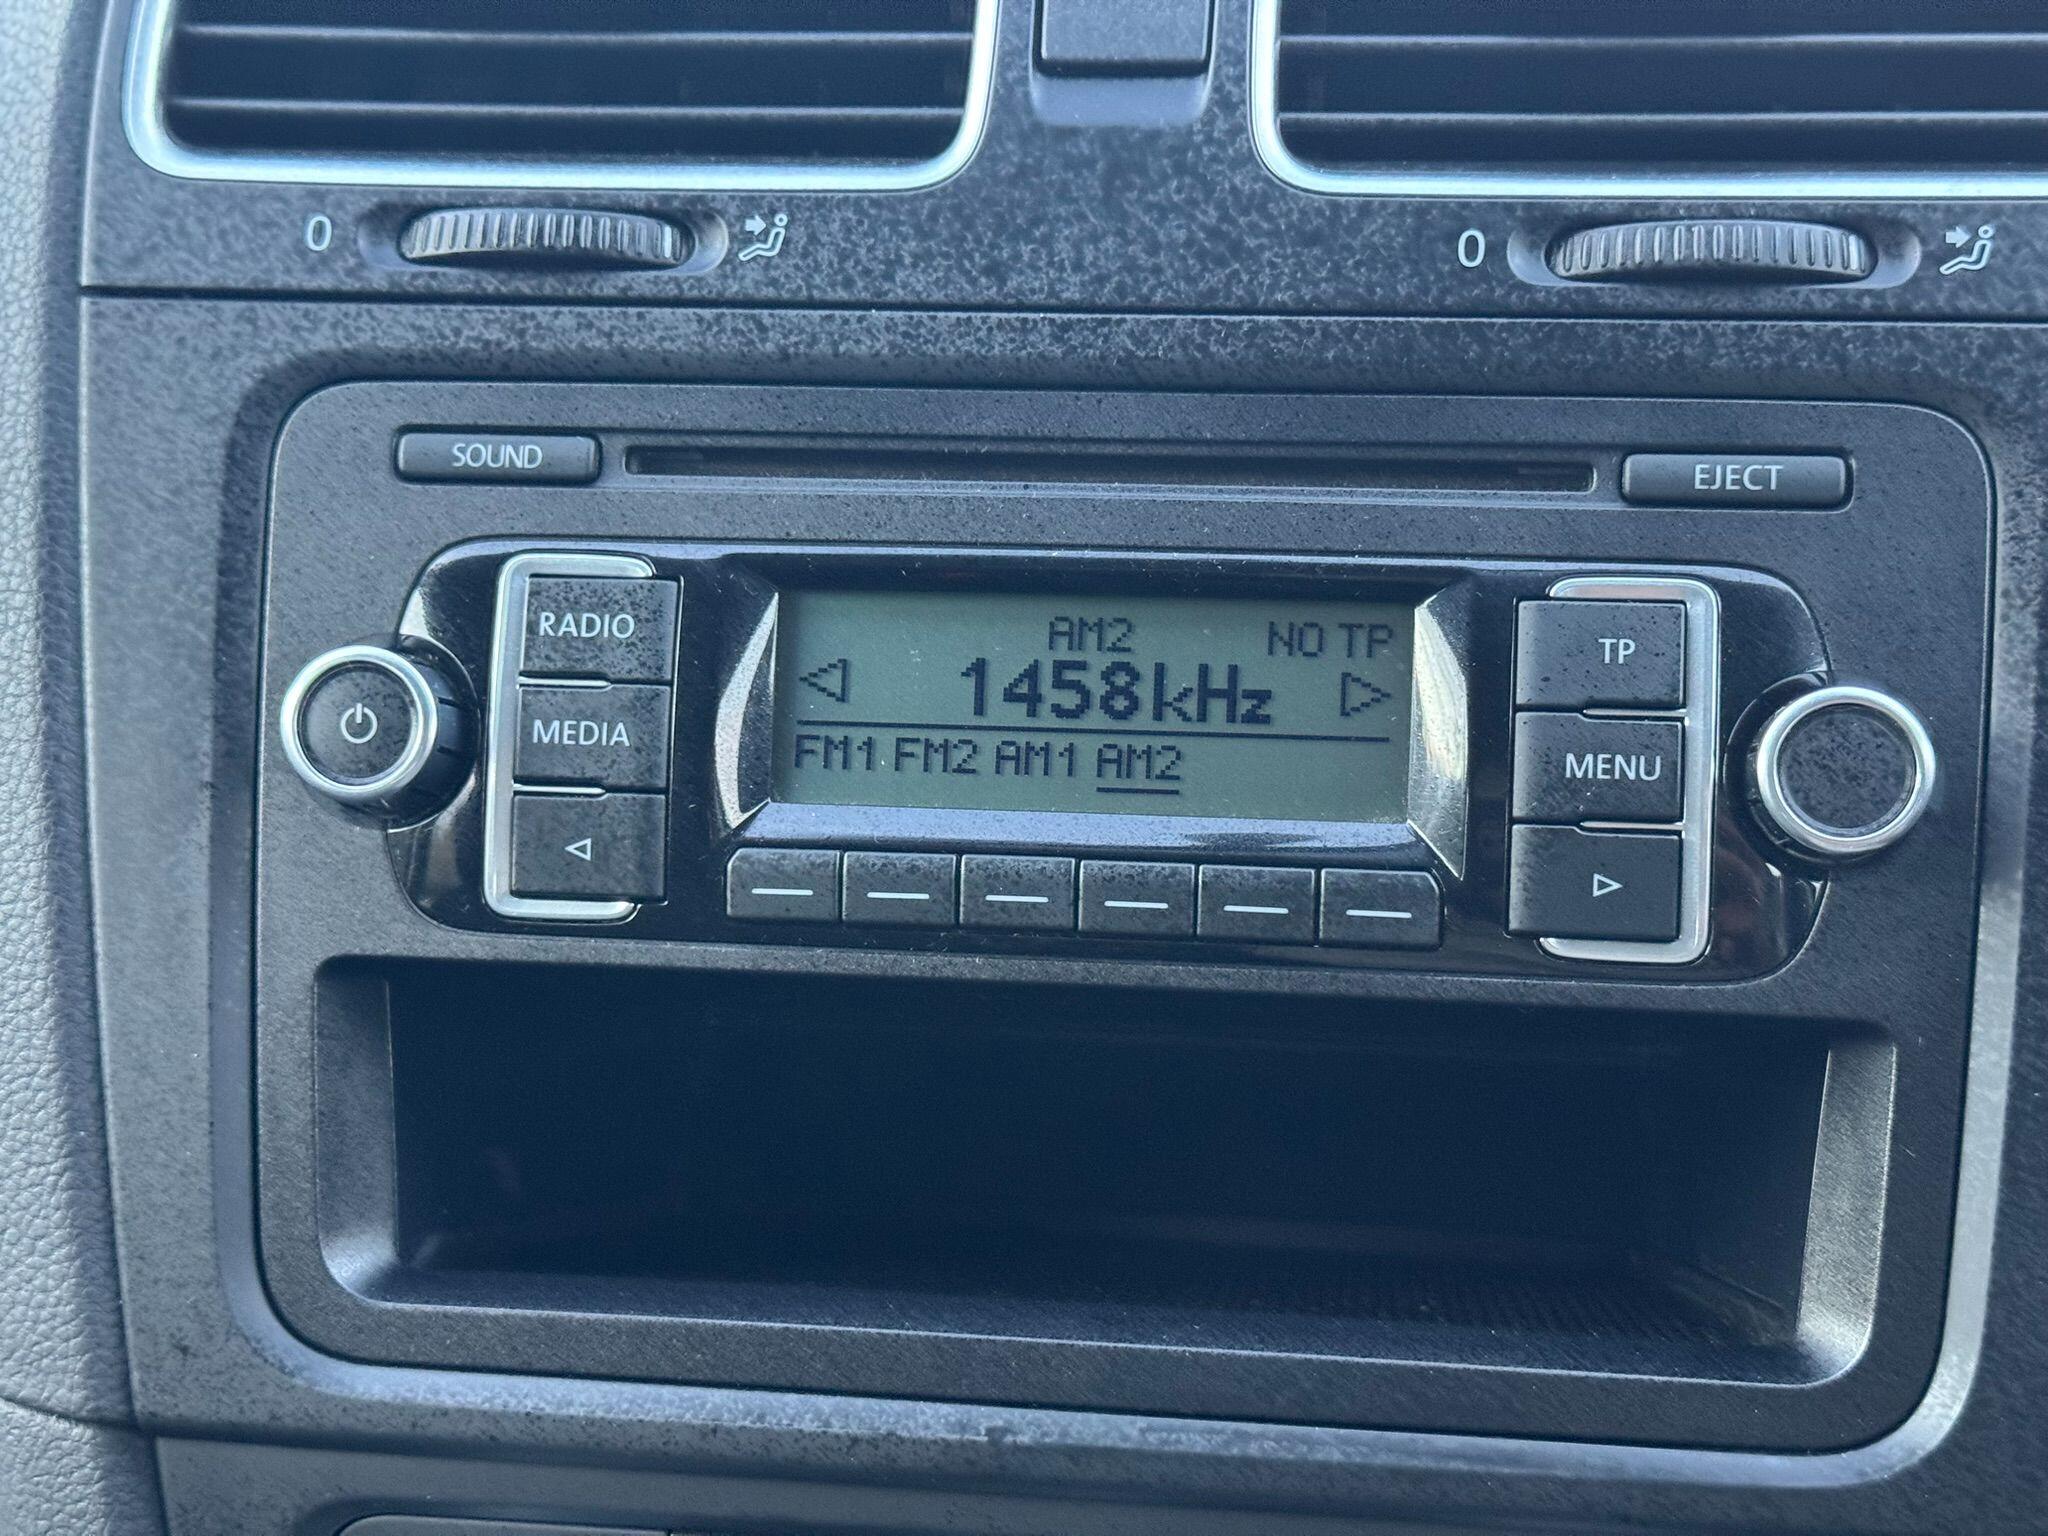 0 0
SOUND EJECT
RADIO AM2 NO TP TP
1458kHz
MEDIA FM1 FM2 AM1 AM2 MENU